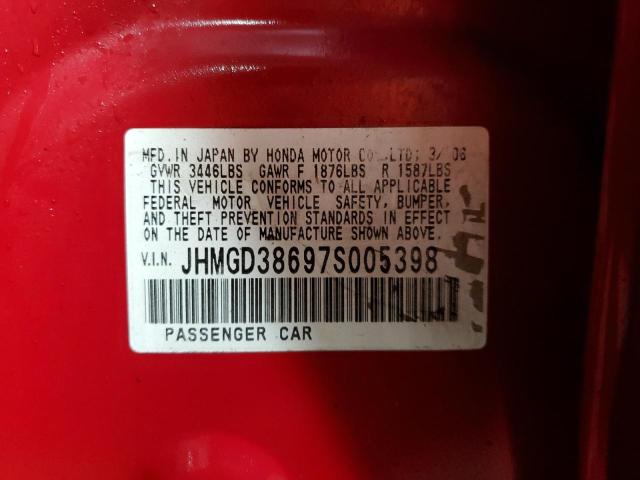 MFD. IN JAPAN BY HONDA MOTOR CO.,LTD; 3/06
GVWR 3446LBS GAWR F 1876LBS R 1587LBS
THIS VEHICLE CONFORMS TO ALL APPLICABLE
FEDERAL MOTOR VEHICLE SAFETY, BUMPER,
AND THEFT PREVENTION STANDARDS IN EFFECT
ON THE DATE OF MANUFACTURE SHOWN ABOVE.
V.I.N. JHMGD38697S005398
PASSENGER CAR